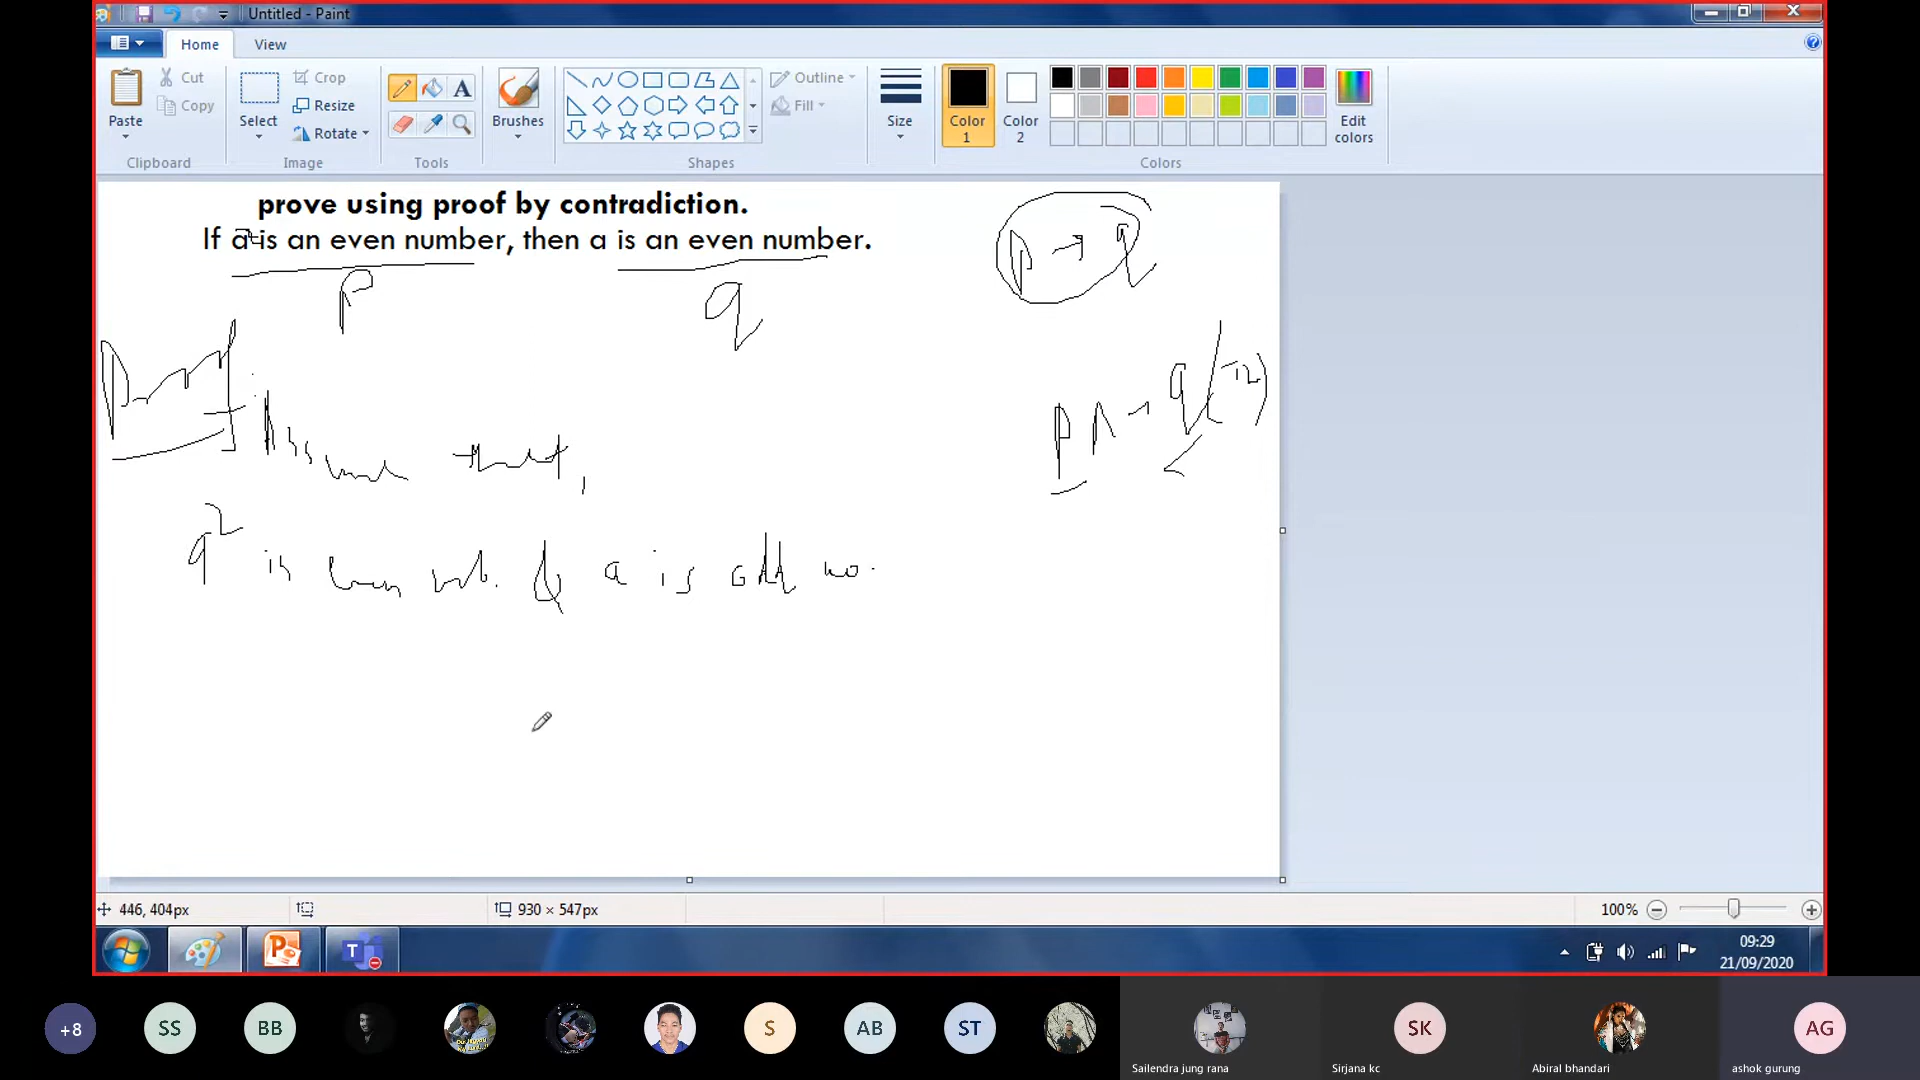 Untitled - Paint
Home View
Paste Cut Copy Select Crop Resize Rotate Brushes Outline Fill Size Color 1 Color 2 Edit colors
Clipboard Image Tools Shapes Colors
prove using proof by contradiction.
If a² is an even number, then a is an even number.
p → q
p q
Proof:
p ∧ ¬q (¬q)
Assume that,
a² is even no. & a is odd no.
446, 404px 930 × 547px 100%
09:29
21/09/2020
+8 SS BB S AB ST SK AG
Sailendra jung rana Sirjana kc Abiral bhandari ashok gurung